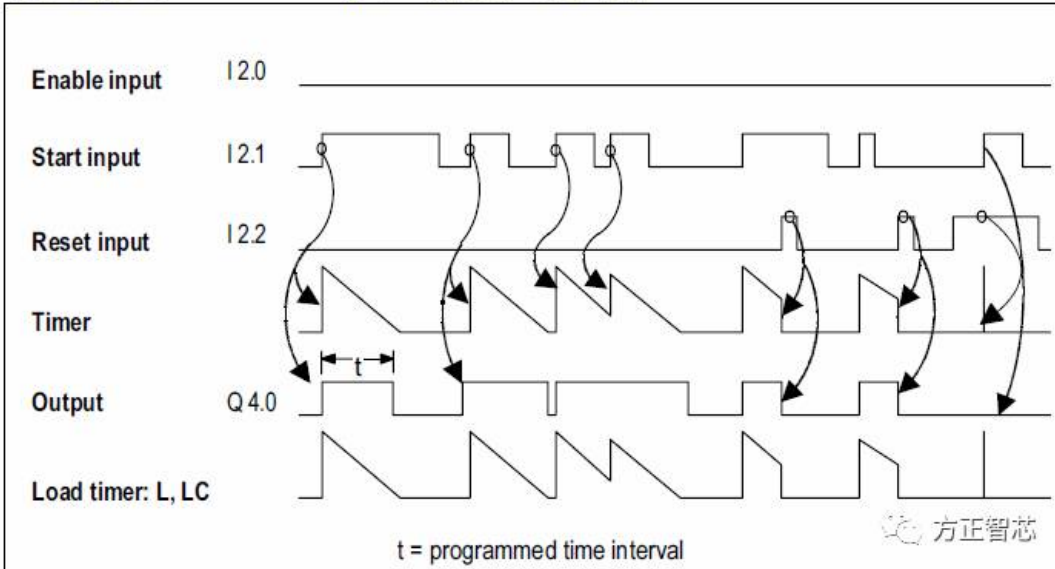 Enable input I 2.0
Start input I 2.1
Reset input I 2.2
Timer
t
Output Q 4.0
Load timer: L, LC
t = programmed time interval
方正智芯